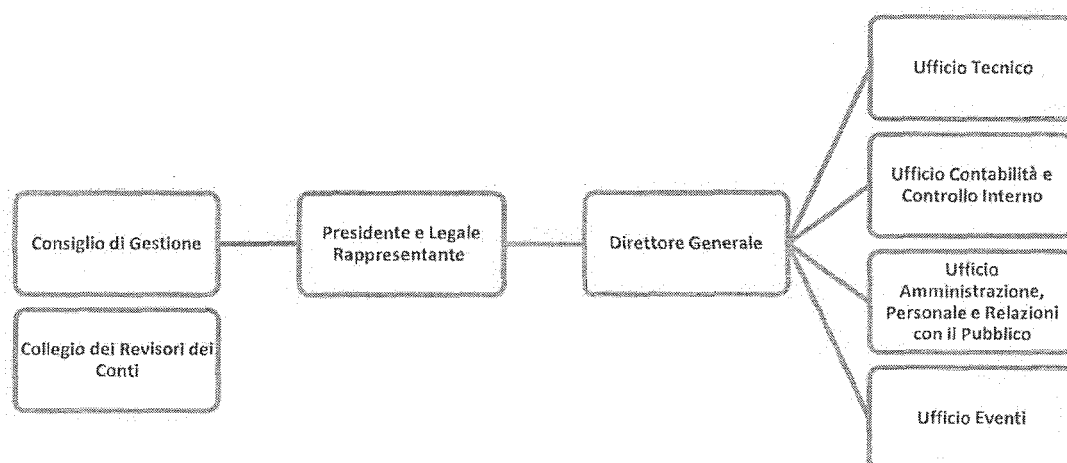 Consiglio di Gestione
Collegio dei Revisori dei
Conti
Presidente e Legale
Rappresentante
Direttore Generale
Ufficio Tecnico
Ufficio Contabilità e
Controllo Interno
Ufficio
Amministrazione,
Personale e Relazioni
con il Pubblico
Ufficio Eventi